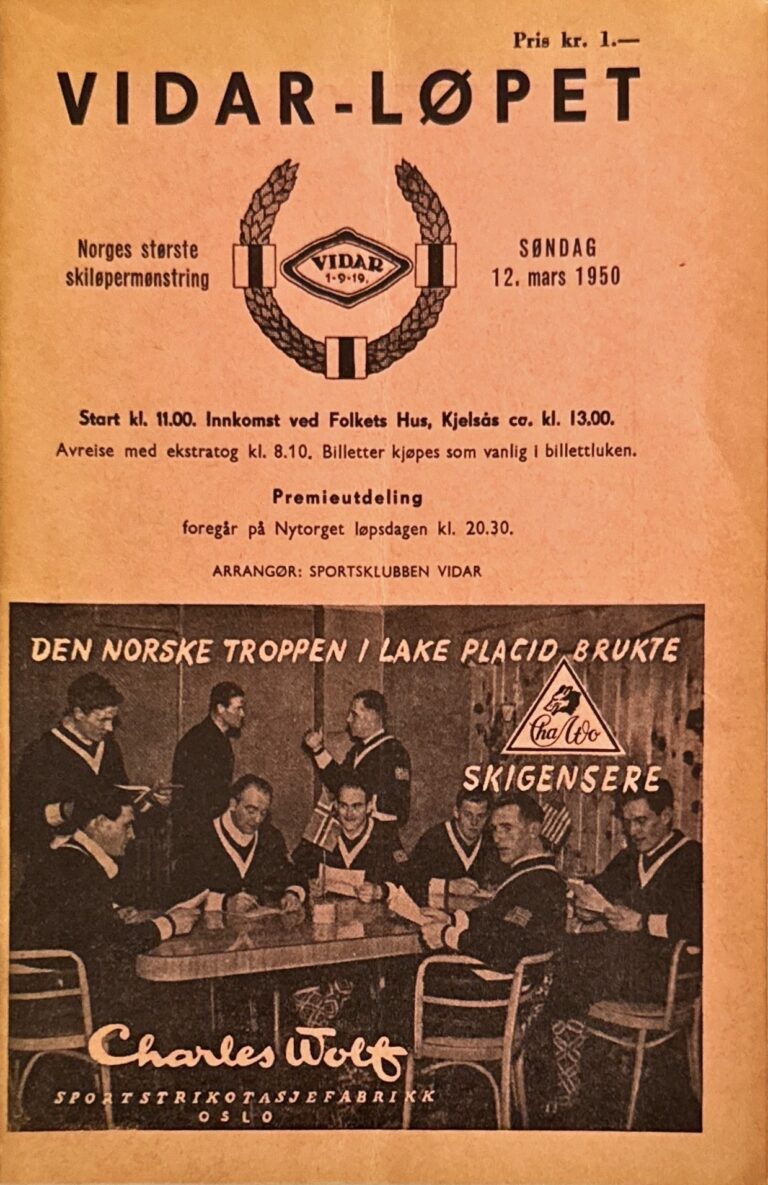 Pris kr. 1.—
VIDAR-LØPET
Norges største
skiløpermønstring
VIDAR
1-9-19.
SØNDAG
12. mars 1950
Start kl. 11.00. Innkomst ved Folkets Hus, Kjelsås ca. kl. 13.00.
Avreise med ekstratog kl. 8.10. Billetter kjøpes som vanlig i billettluken.
Premieutdeling
foregår på Nytorget løpsdagen kl. 20.30.
ARRANGØR: SPORTSKLUBBEN VIDAR
DEN NORSKE TROPPEN I LAKE PLACID BRUKTE
Cha Wo
SKIGENSERE
Charles Wolff
SPORTSTRIKOTASJEFABRIKK
OSLO